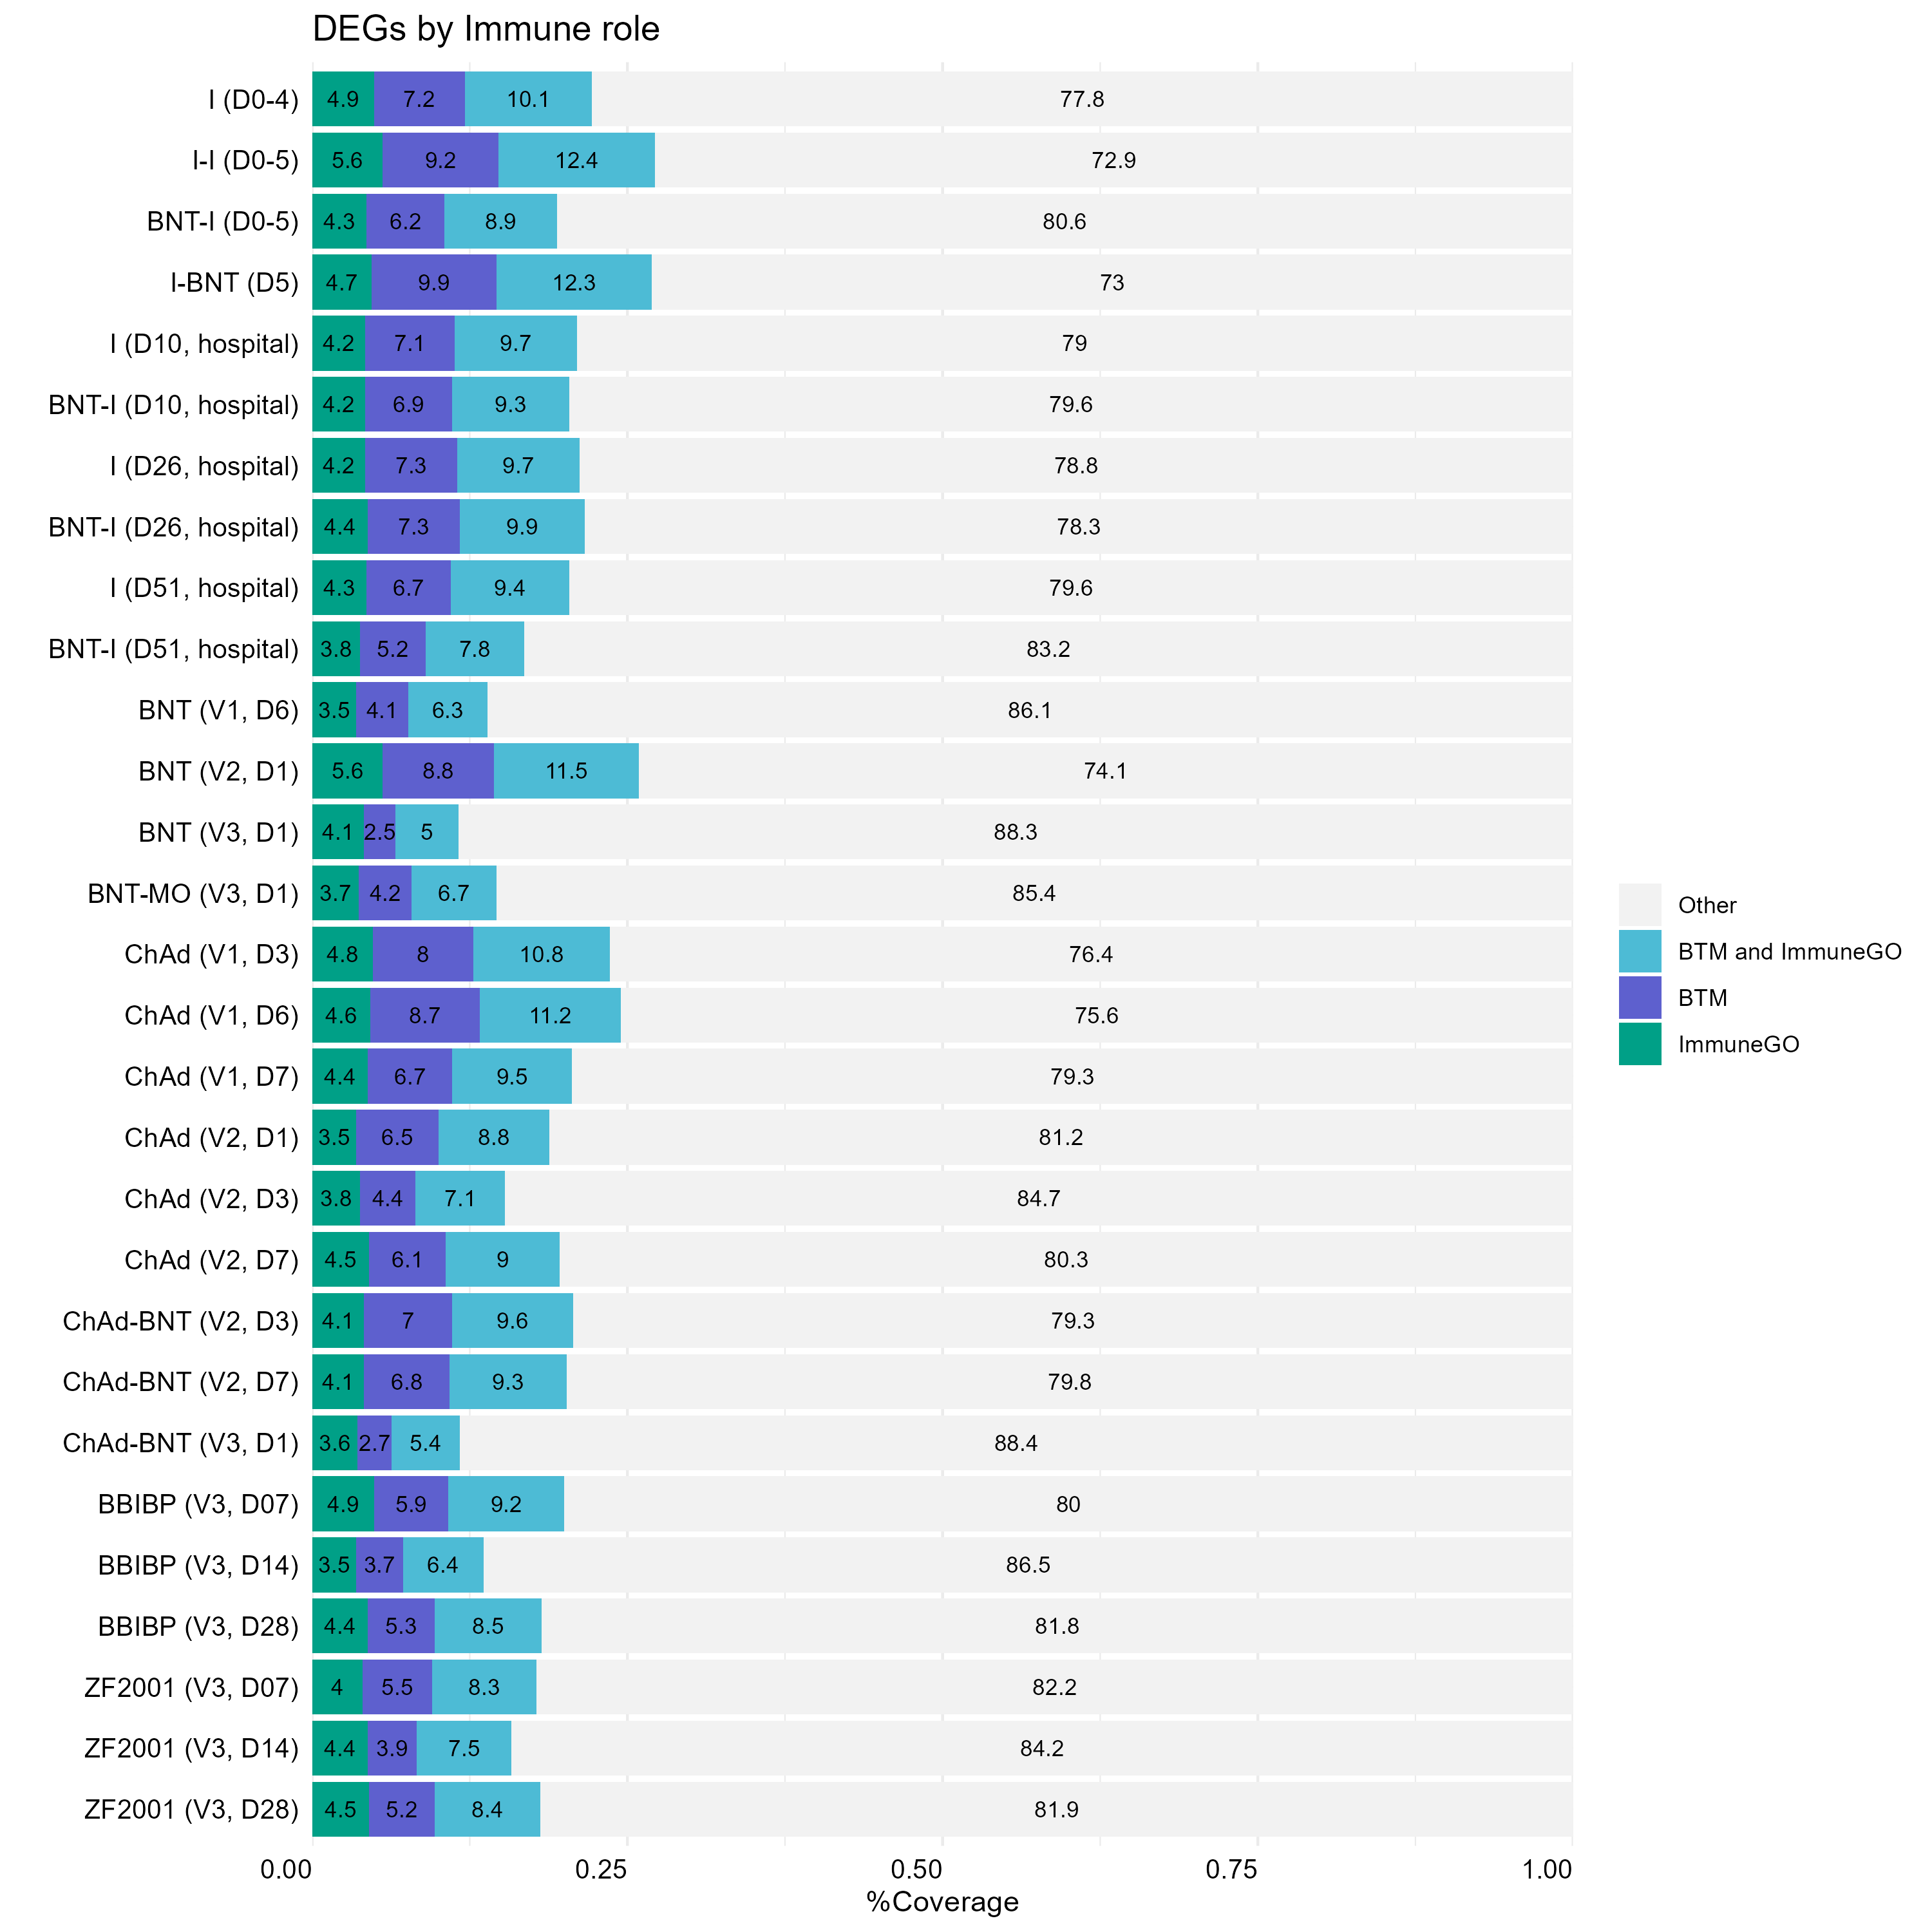 DEGs by Immune role
I (D0-4) 4.9 7.2 10.1 77.8
I-I (D0-5) 5.6 9.2 12.4 72.9
BNT-I (D0-5) 4.3 6.2 8.9 80.6
I-BNT (D5) 4.7 9.9 12.3 73
I (D10, hospital) 4.2 7.1 9.7 79
BNT-I (D10, hospital) 4.2 6.9 9.3 79.6
I (D26, hospital) 4.2 7.3 9.7 78.8
BNT-I (D26, hospital) 4.4 7.3 9.9 78.3
I (D51, hospital) 4.3 6.7 9.4 79.6
BNT-I (D51, hospital) 3.8 5.2 7.8 83.2
BNT (V1, D6) 3.5 4.1 6.3 86.1
BNT (V2, D1) 5.6 8.8 11.5 74.1
BNT (V3, D1) 4.1 2.5 5 88.3
BNT-MO (V3, D1) 3.7 4.2 6.7 85.4
ChAd (V1, D3) 4.8 8 10.8 76.4
ChAd (V1, D6) 4.6 8.7 11.2 75.6
ChAd (V1, D7) 4.4 6.7 9.5 79.3
ChAd (V2, D1) 3.5 6.5 8.8 81.2
ChAd (V2, D3) 3.8 4.4 7.1 84.7
ChAd (V2, D7) 4.5 6.1 9 80.3
ChAd-BNT (V2, D3) 4.1 7 9.6 79.3
ChAd-BNT (V2, D7) 4.1 6.8 9.3 79.8
ChAd-BNT (V3, D1) 3.6 2.7 5.4 88.4
BBIBP (V3, D07) 4.9 5.9 9.2 80
BBIBP (V3, D14) 3.5 3.7 6.4 86.5
BBIBP (V3, D28) 4.4 5.3 8.5 81.8
ZF2001 (V3, D07) 4 5.5 8.3 82.2
ZF2001 (V3, D14) 4.4 3.9 7.5 84.2
ZF2001 (V3, D28) 4.5 5.2 8.4 81.9
0.00 0.25 0.50 0.75 1.00
%Coverage
Other
BTM and ImmuneGO
BTM
ImmuneGO